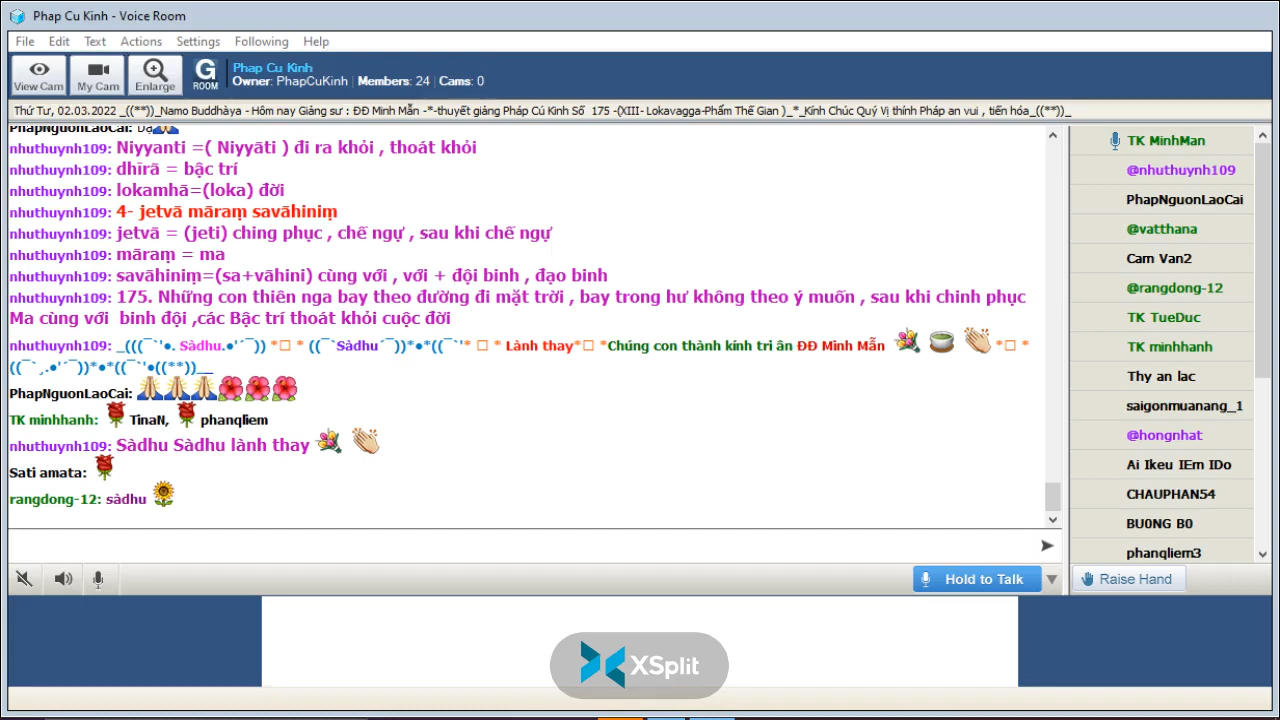 Phap Cu Kinh - Voice Room
File Edit Text Actions Settings Following Help
View Cam My Cam Enlarge G ROOM
Phap Cu Kinh
Owner: PhapCuKinh | Members: 24 | Cams: 0
Thứ Tư, 02.03.2022 _((**))_Namo Buddhàya - Hôm nay Giảng sư : ĐĐ Minh Mẫn -*-thuyết giảng Pháp Cú Kinh Số 175 -(XIII- Lokavagga-Phẩm Thế Gian )_*_Kính Chúc Quý Vị thính Pháp an vui , tiến hóa_((**))_
PhapNguonLaoCai: Dạ
nhuthuynh109: Niyyanti =( Niyyāti ) đi ra khỏi , thoát khỏi
nhuthuynh109: dhīrā = bậc trí
nhuthuynh109: lokamhā=(loka) đời
nhuthuynh109: 4- jetvā māraṃ savāhiniṃ
nhuthuynh109: jetvā = (jeti) ching phục , chế ngự , sau khi chế ngự
nhuthuynh109: māraṃ = ma
nhuthuynh109: savāhiniṃ=(sa+vāhini) cùng với , với + đội binh , đạo binh
nhuthuynh109: 175. Những con thiên nga bay theo đường đi mặt trời , bay trong hư không theo ý muốn , sau khi chinh phục
Ma cùng với binh đội ,các Bậc trí thoát khỏi cuộc đời
nhuthuynh109: _(((¯`'•. Sàdhu.•'´¯)) *□ * ((¯`Sàdhu´¯))*•*((¯`'* □ * Lành thay*□ *Chúng con thành kính tri ân ĐĐ Minh Mẫn *□ *
((¯`¸.•'´¯))*•*((¯`'•((**))__
PhapNguonLaoCai:
TK minhhanh: TinaN, phanqliem
nhuthuynh109: Sàdhu Sàdhu lành thay
Sati amata:
rangdong-12: sàdhu
Hold to Talk
TK MinhMan
@nhuthuynh109
PhapNguonLaoCai
@vatthana
Cam Van2
@rangdong-12
TK TueDuc
TK minhhanh
Thy an lac
saigonmuanang_1
@hongnhat
Ai Ikeu IEm IDo
CHAUPHAN54
BU0NG B0
phanqliem3
Raise Hand
XSplit